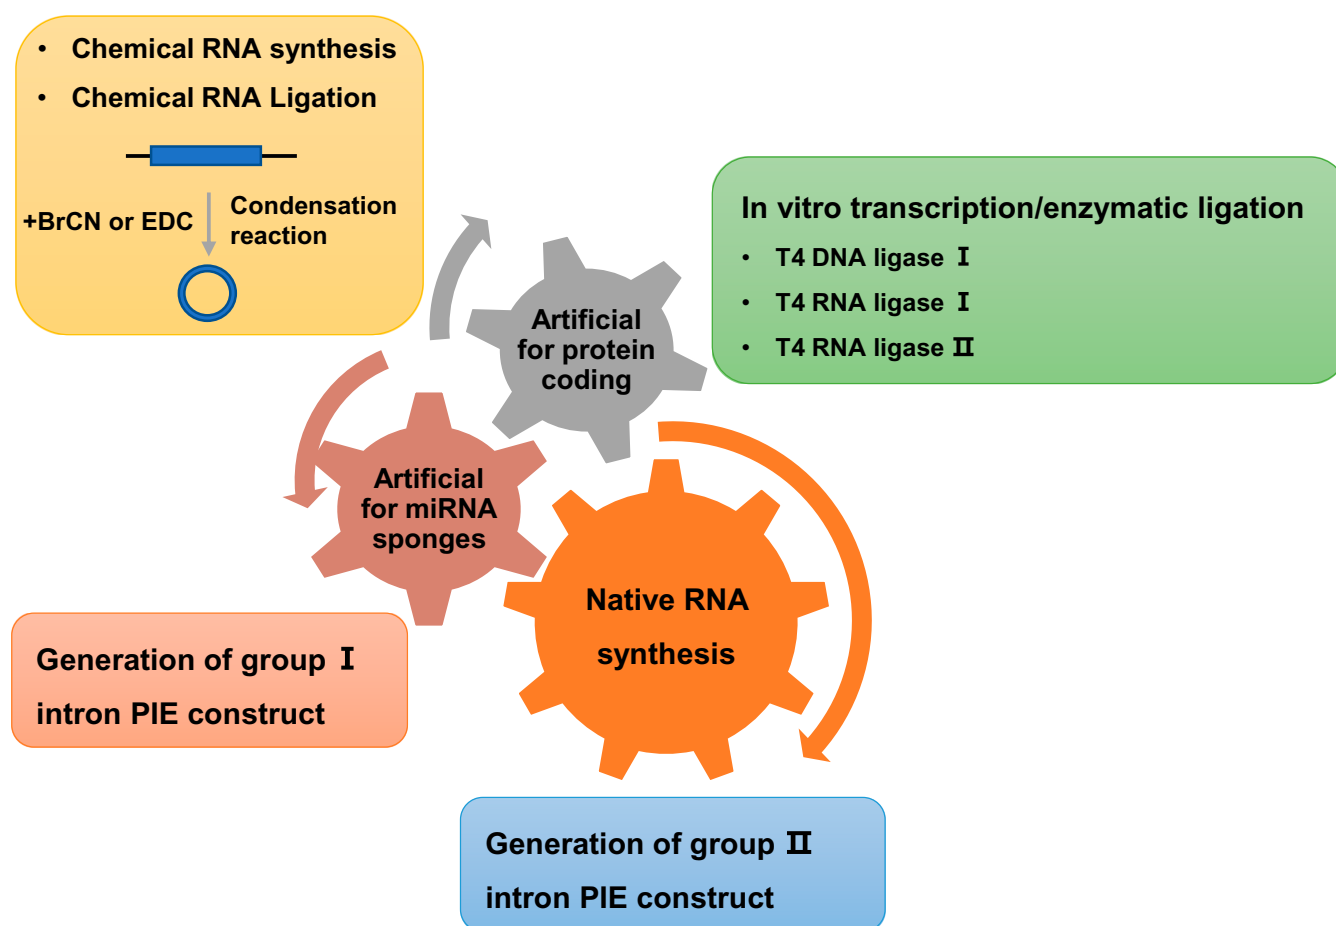 • Chemical RNA synthesis
• Chemical RNA Ligation
+BrCN or EDC
Condensation
reaction
In vitro transcription/enzymatic ligation
• T4 DNA ligase Ⅰ
• T4 RNA ligase Ⅰ
• T4 RNA ligase Ⅱ
Artificial
for protein
coding
Artificial
for miRNA
sponges
Native RNA
synthesis
Generation of group Ⅰ
intron PIE construct
Generation of group Ⅱ
intron PIE construct